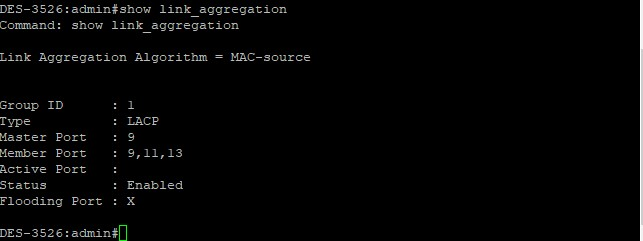 DES-3526:admin#show link_aggregation
Command: show link_aggregation
Link Aggregation Algorithm = MAC-source
Group ID      : 1
Type          : LACP
Master Port   : 9
Member Port   : 9,11,13
Active Port   :
Status        : Enabled
Flooding Port : X
DES-3526:admin#